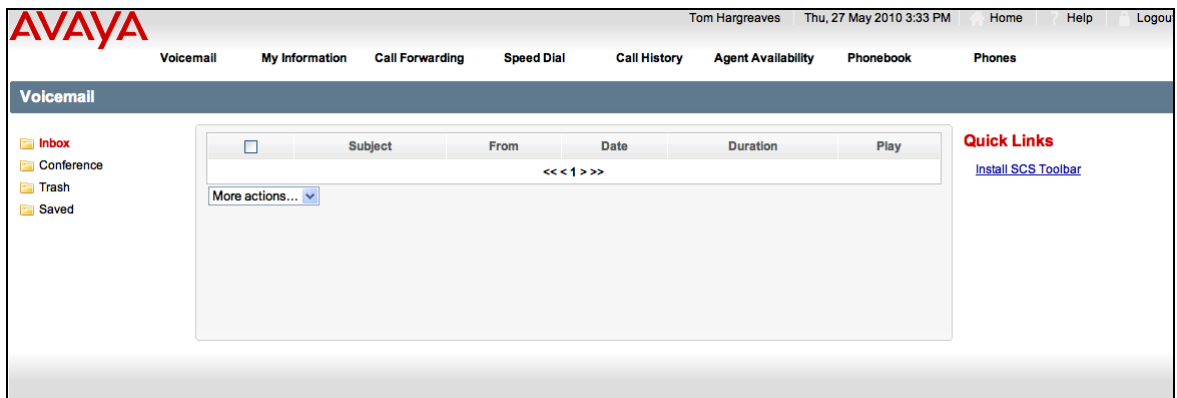 AVAYA
Tom Hargreaves Thu, 27 May 2010 3:33 PM Home ? Help Logou
Voicemail My Information Call Forwarding Speed Dial Call History Agent Availability Phonebook Phones
Voicemail
Inbox
Conference
Trash
Saved
Subject From Date Duration Play
<< < 1 > >>
More actions...
Quick Links
Install SCS Toolbar